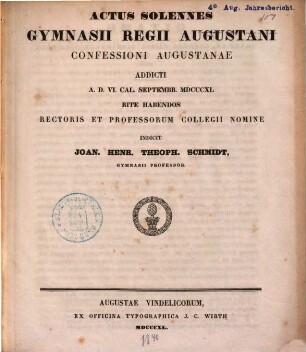 4° Aug. Jahresbericht.
ACTUS SOLENNES
GYMNASII REGII AUGUSTANI
CONFESSIONI AUGUSTANAE
ADDICTI
A. D. VI. CAL. SEPTEMBR. MDCCCXL
RITE HABENDOS
RECTORIS ET PROFESSORUM COLLEGII NOMINE
INDICIT
JOAN. HENR. THEOPH. SCHMIDT,
GYMNASII PROFESSOR.
AUGUSTAE VINDELICORUM,
EX OFFICINA TYPOGRAPHICA J. C. WIRTH
MDCCCXL.
1840